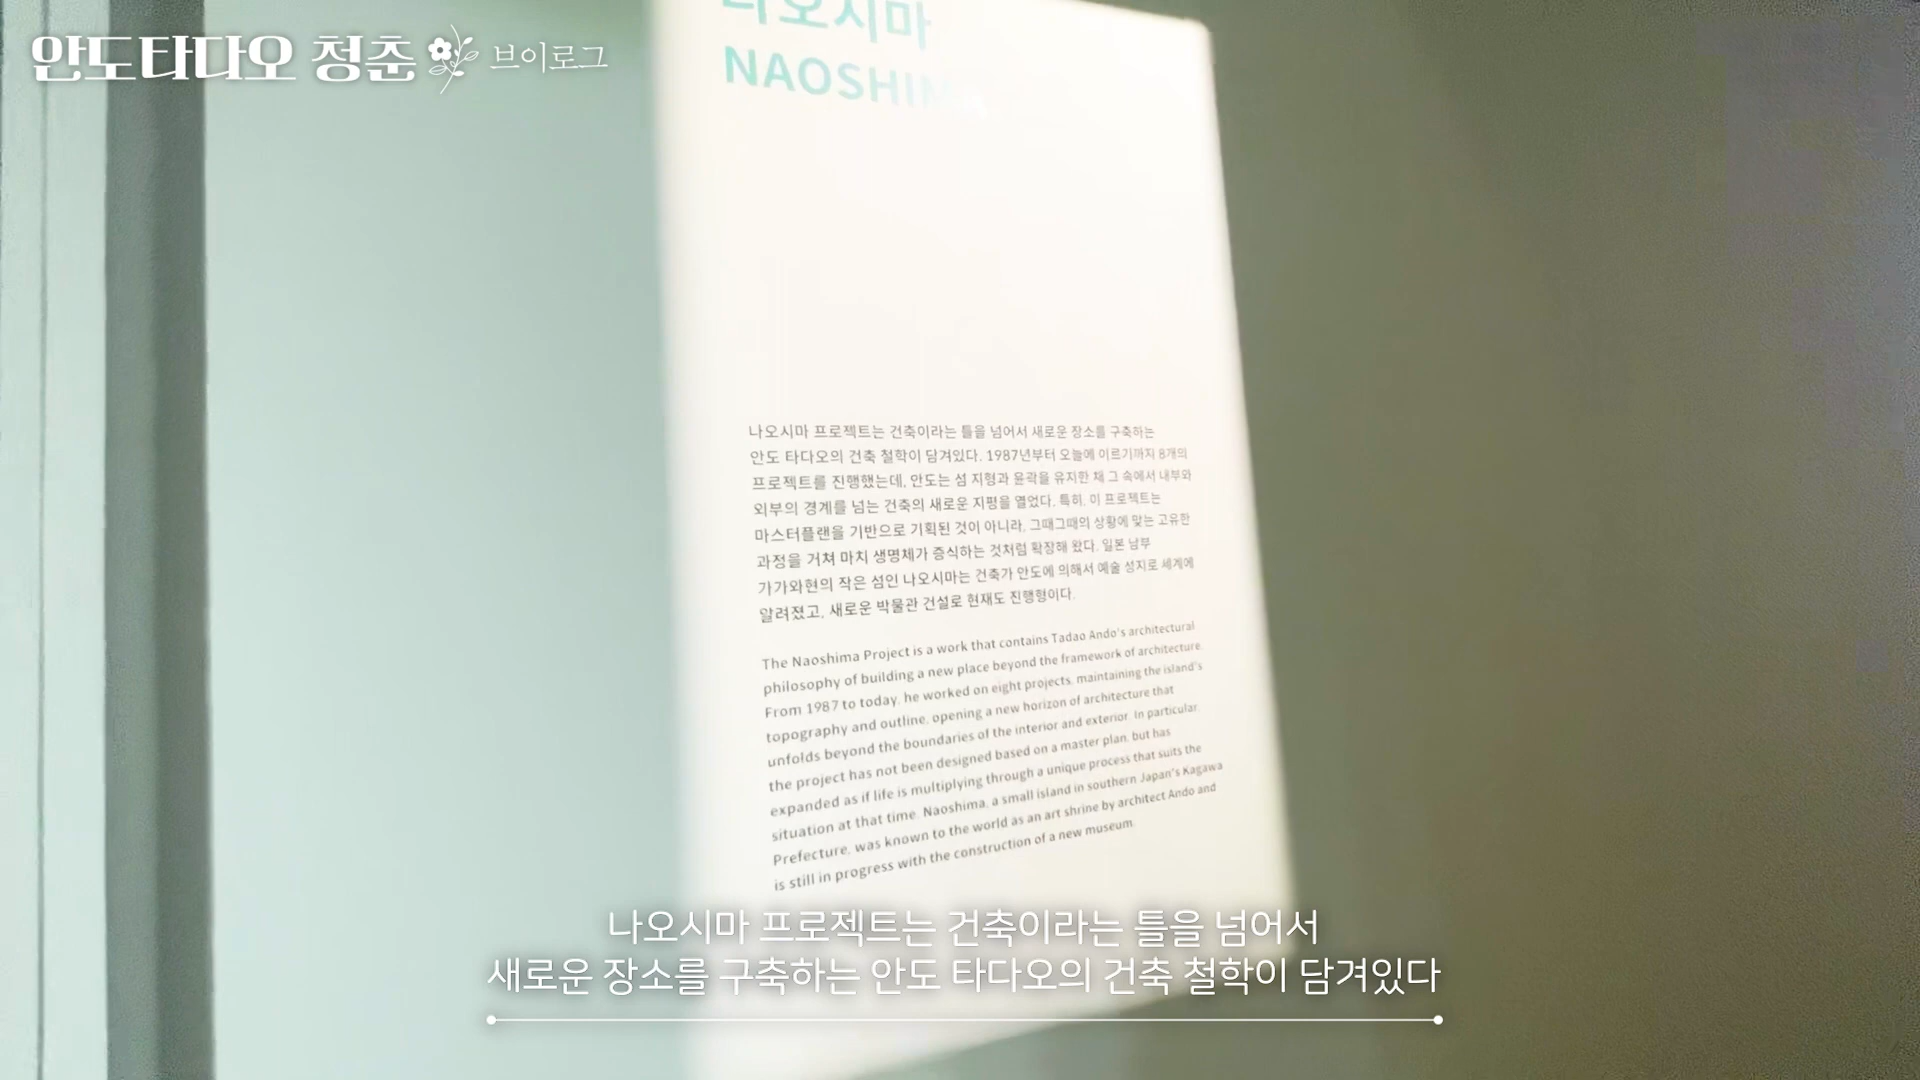 안도타다오 청춘 브이로그
나오시마
NAOSHIM
나오시마 프로젝트는 건축이라는 틀을 넘어서 새로운 장소를 구축하는
안도 타다오의 건축 철학이 담겨있다. 1987년부터 오늘에 이르기까지 8개의
프로젝트를 진행했는데, 안도는 섬 지형과 윤곽을 유지한 채 그 속에서 내부와
외부의 경계를 넘는 건축의 새로운 지평을 열었다. 특히, 이 프로젝트는
마스터플랜을 기반으로 기획된 것이 아니라, 그때그때의 상황에 맞는 고유한
과정을 거쳐 마치 생명체가 증식하는 것처럼 확장해 왔다. 일본 남부
가가와현의 작은 섬인 나오시마는 건축가 안도에 의해서 예술 성지로 세계에
알려졌고, 새로운 박물관 건설로 현재도 진행형이다.
The Naoshima Project is a work that contains Tadao Ando's architectural
philosophy of building a new place beyond the framework of architecture.
From 1987 to today, he worked on eight projects, maintaining the island's
topography and outline, opening a new horizon of architecture that
unfolds beyond the boundaries of the interior and exterior. In particular,
the project has not been designed based on a master plan, but has
expanded as if life is multiplying through a unique process that suits the
situation at that time. Naoshima, a small island in southern Japan's Kagawa
Prefecture, was known to the world as an art shrine by architect Ando and
is still in progress with the construction of a new museum.
나오시마 프로젝트는 건축이라는 틀을 넘어서
새로운 장소를 구축하는 안도 타다오의 건축 철학이 담겨있다